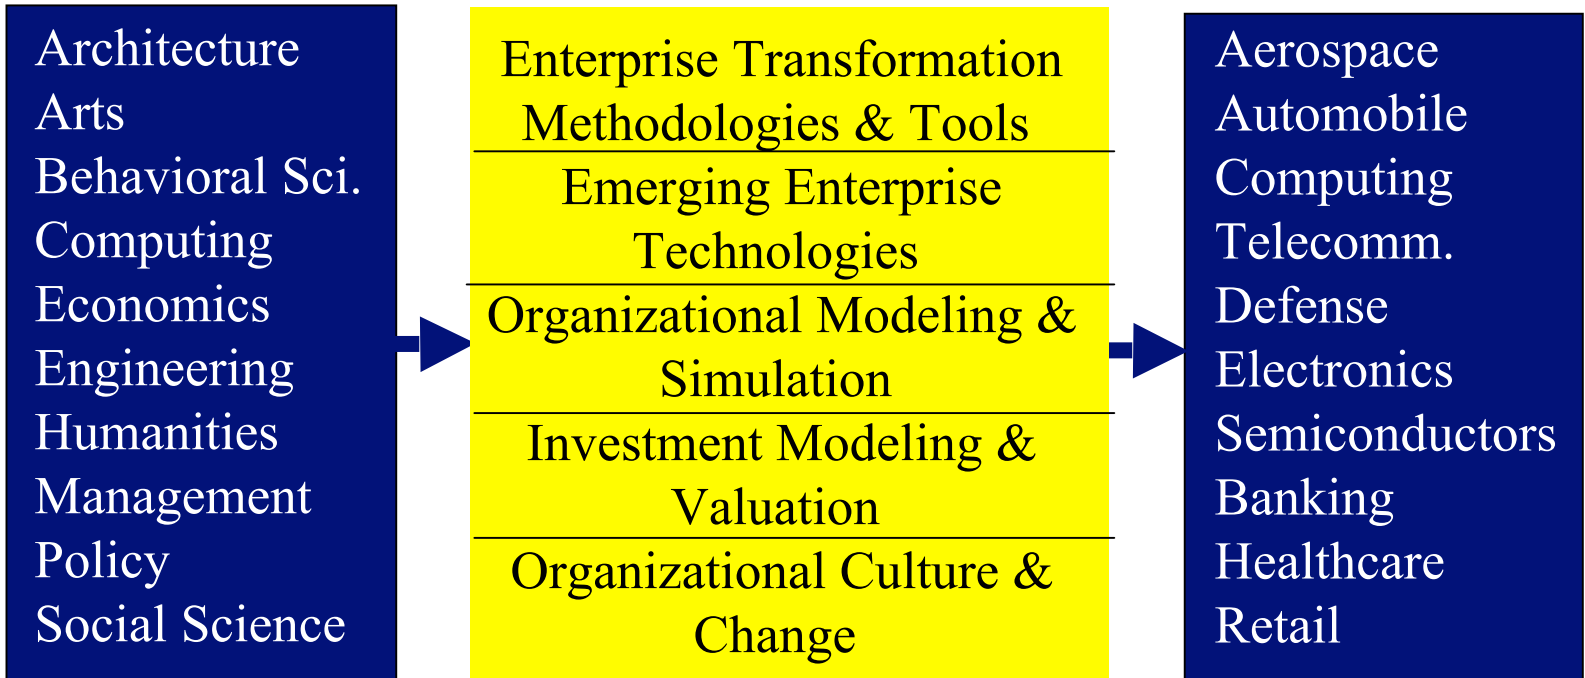 Architecture
Arts
Behavioral Sci.
Computing
Economics
Engineering
Humanities
Management
Policy
Social Science
Enterprise Transformation
Methodologies & Tools
Emerging Enterprise
Technologies
Organizational Modeling &
Simulation
Investment Modeling &
Valuation
Organizational Culture &
Change
Aerospace
Automobile
Computing
Telecomm.
Defense
Electronics
Semiconductors
Banking
Healthcare
Retail